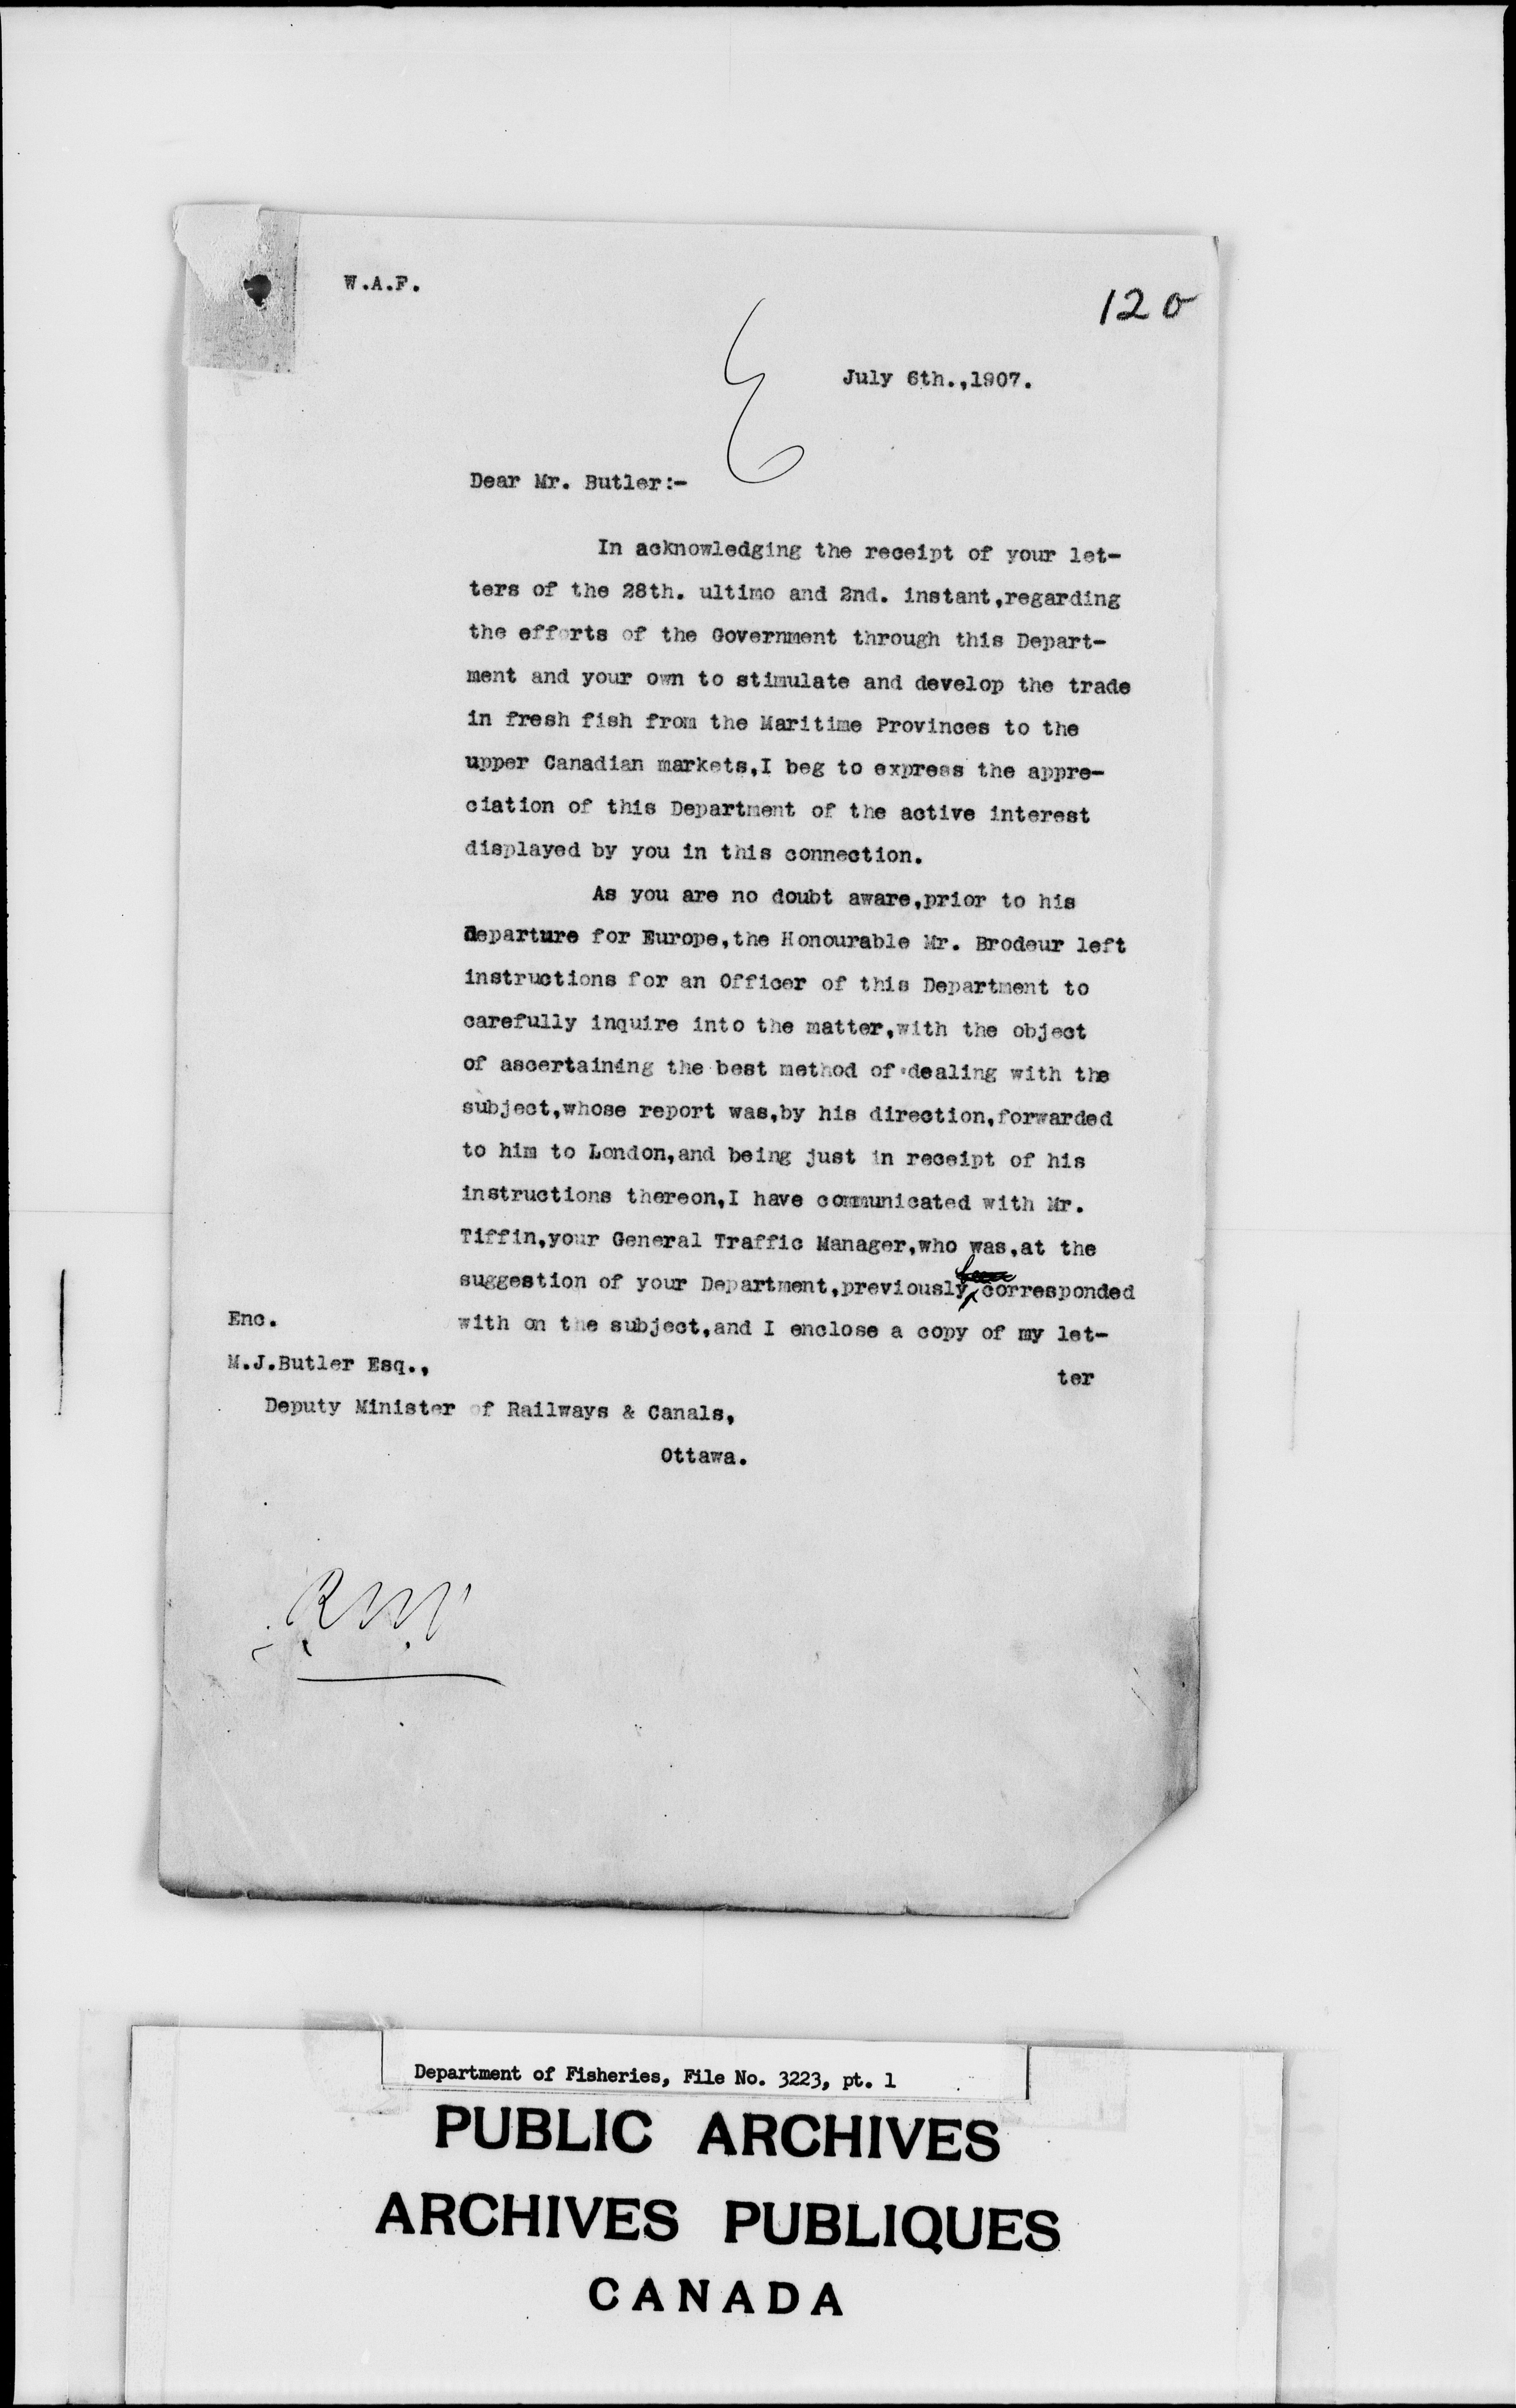 W.A.F.
120
July 6th.,1907.
Dear Mr. Butler:-
In acknowledging the receipt of your let-
ters of the 28th. ultimo and 2nd. instant,regarding
the efforts of the Government through this Depart-
ment and your own to stimulate and develop the trade
in fresh fish from the Maritime Provinces to the
upper Canadian markets,I beg to express the appre-
ciation of this Department of the active interest
displayed by you in this connection.
As you are no doubt aware,prior to his
departure for Europe,the Honourable Mr. Brodeur left
instructions for an Officer of this Department to
carefully inquire into the matter,with the object
of ascertaining the best method of dealing with the
subject,whose report was,by his direction,forwarded
to him to London,and being just in receipt of his
instructions thereon,I have communicated with Mr.
Tiffin,your General Traffic Manager,who was,at the
suggestion of your Department,previously corresponded
with on the subject,and I enclose a copy of my let-
ter
Enc.
M.J.Butler Esq.,
Deputy Minister of Railways & Canals,
Ottawa.
Department of Fisheries, File No. 3223, pt. 1
PUBLIC ARCHIVES
ARCHIVES PUBLIQUES
CANADA